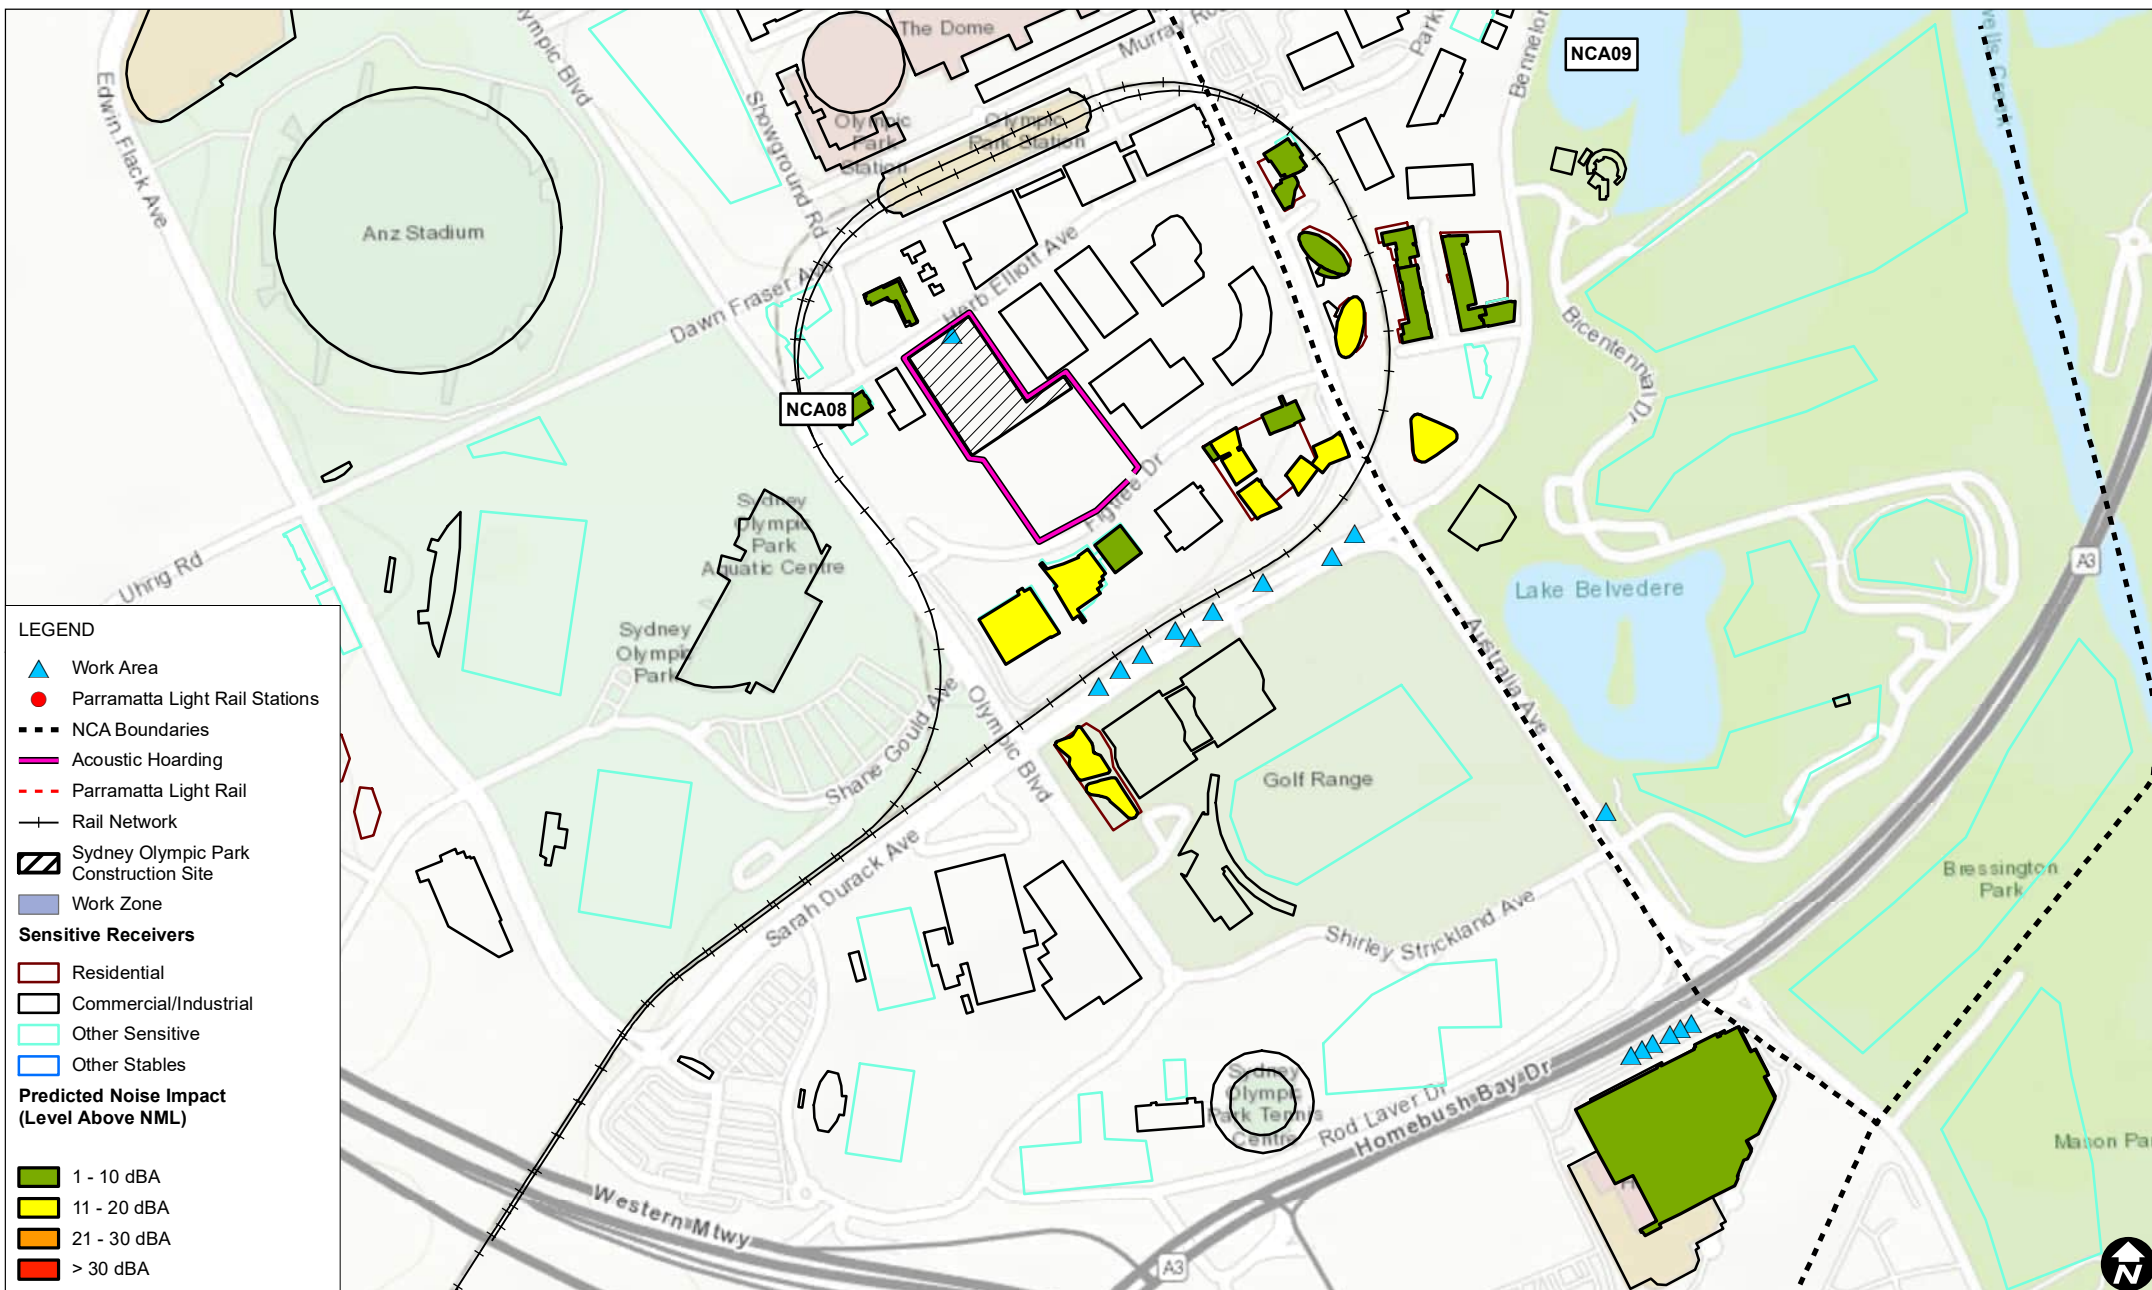 The Dome
Murray Ro
Park
Bennelon
NCA09
Edwin Flack Ave
Olympic Blvd
Showground Rd
Olympic
Park
Station
Olympic
Park Station
Anz Stadium
Dawn Fraser Ave
Herb Elliott Ave
Bicentennial Dr
NCA08
Figtree Dr
Sydney
Olympic
Park
Aquatic Centre
Uhrig Rd
A3
Lake Belvedere
Sydney
Olympic
Park
Australia Ave
Shane Gould Ave
Olympic Blvd
Golf Range
Sarah Durack Ave
Bressington
Park
Shirley Strickland Ave
Sydney
Olympic
Park Tennis
Centre
Rod Laver Dr
Homebush Bay Dr
Mason Par
Western Mtwy
A3
N
LEGEND
Work Area
Parramatta Light Rail Stations
NCA Boundaries
Acoustic Hoarding
Parramatta Light Rail
Rail Network
Sydney Olympic Park
Construction Site
Work Zone
Sensitive Receivers
Residential
Commercial/Industrial
Other Sensitive
Other Stables
Predicted Noise Impact
(Level Above NML)
1 - 10 dBA
11 - 20 dBA
21 - 30 dBA
> 30 dBA